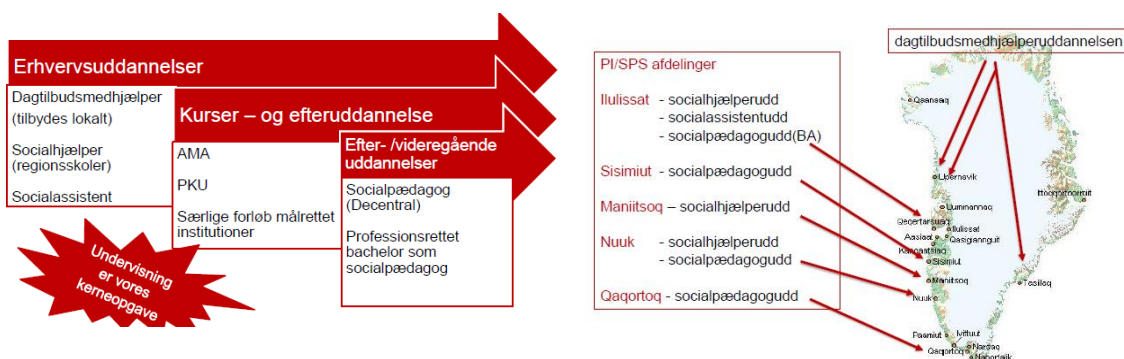 Erhvervsuddannelser
Dagtilbudsmedhjælper
(tilbydes lokalt)
Socialhjælper
(regionsskoler)
Socialassistent
Kurser – og efteruddannelse
AMA
PKU
Særlige forløb målrettet
institutioner
Efter- /videregående
uddannelser
Socialpædagog
(Decentral)
Professionsrettet
bachelor som
socialpædagog
Undervisning
er vores
kerneopgave
dagtilbudsmedhjælperuddannelsen
PI/SPS afdelinger
Ilulissat - socialhjælperudd
- socialassistentudd
- socialpædagogudd(BA)
Sisimiut - socialpædagogudd
Maniitsoq – socialhjælperudd
Nuuk - socialhjælperudd
- socialpædagogudd
Qaqortoq - socialpædagogudd
Qaanaaq
Upernavik
Ittoqqortoormiit
Uummannaq
Qeqertarsuaq
Ilulissat
Aasiaat
Qasigiannguit
Kangaatsiaq
Sisimiut
Maniitsoq
Tasiilaq
Nuuk
Paamiut
Ivittuut
Narsaq
Qaqortoq
Nanortalik